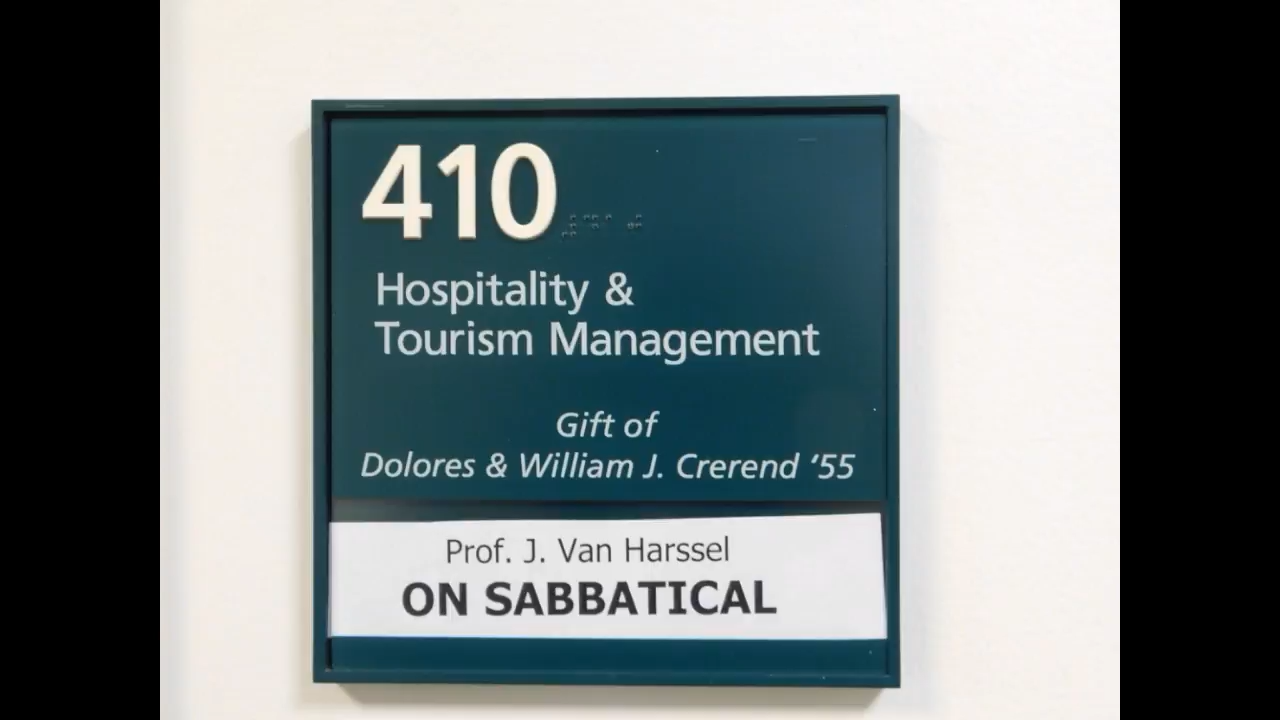 410
Hospitality &
Tourism Management
Gift of
Dolores & William J. Crerend ‘55
Prof. J. Van Harssel
ON SABBATICAL